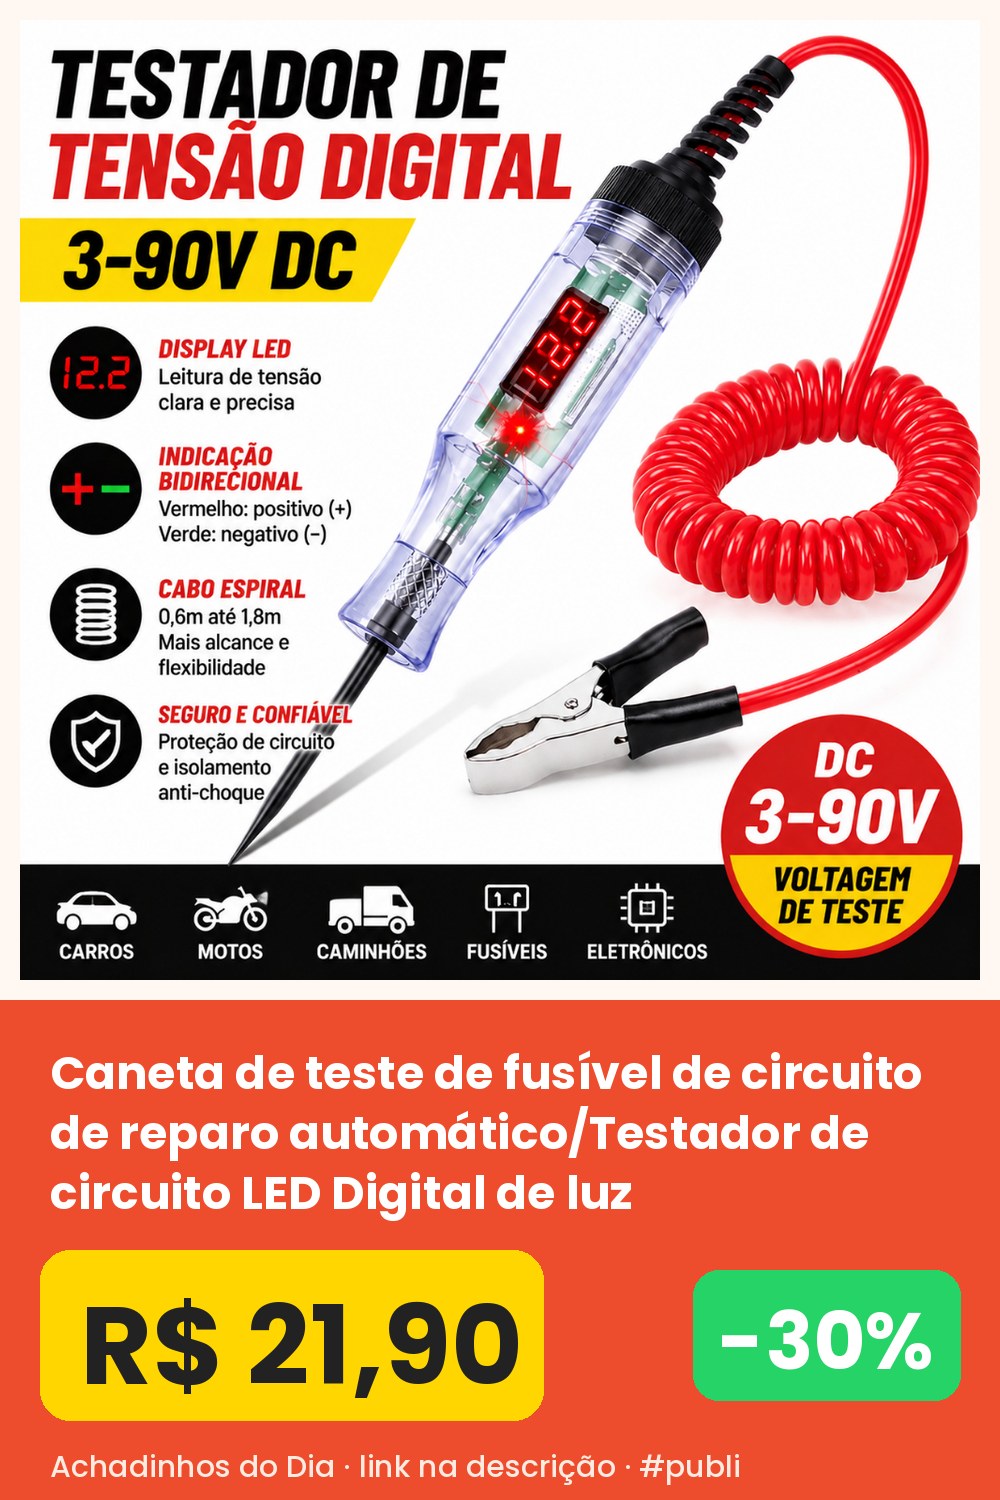 TESTADOR DE
TENSÃO DIGITAL
3-90V DC
12.2
DISPLAY LED
Leitura de tensão
clara e precisa
INDICAÇÃO
BIDIRECIONAL
Vermelho: positivo (+)
Verde: negativo (−)
CABO ESPIRAL
0,6m até 1,8m
Mais alcance e
flexibilidade
SEGURO E CONFIÁVEL
Proteção de circuito
e isolamento
anti-choque
DC
3-90V
VOLTAGEM
DE TESTE
CARROS
MOTOS
CAMINHÕES
FUSÍVEIS
ELETRÔNICOS
Caneta de teste de fusível de circuito
de reparo automático/Testador de
circuito LED Digital de luz
R$ 21,90
-30%
Achadinhos do Dia · link na descrição · #publi